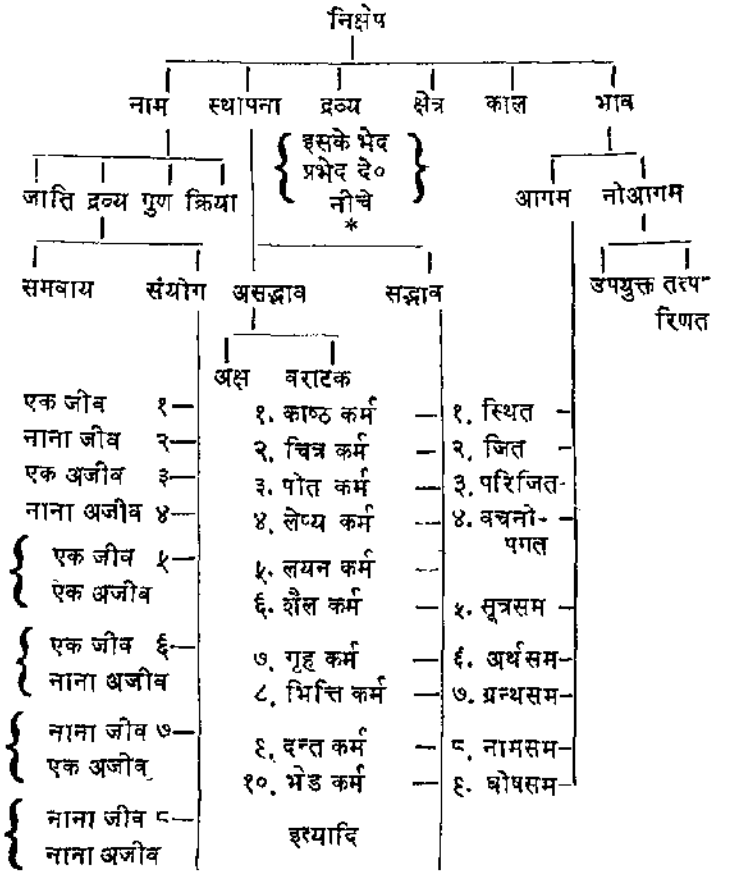 निक्षेप
नाम स्थापना द्रव्य क्षेत्र काल भाव
इसके भेद
प्रभेद दे०
नीचे
*
जाति द्रव्य गुण क्रिया
आगम नोआगम
समवाय संयोग असद्भाव सद्भाव
उपयुक्त तत्प-
रिणत
अक्ष वराटक
एक जीव १
नाना जीव २
एक अजीव ३
नाना अजीव ४
एक जीव ५
ऐक अजीव
एक जीव ६
नाना अजीव
नाना जीव ७
एक अजीव
नाना जीव ८
नाना अजीव
१. काष्ठ कर्म
२. चित्र कर्म
३. पोत कर्म
४. लेप्य कर्म
५. लयन कर्म
६. शैल कर्म
७. गृह कर्म
८. भित्ति कर्म
९. दन्त कर्म
१०. भेंड कर्म
इत्यादि
१. स्थित
२. जित
३. परिजित
४. वचनो-
पगत
५. सूत्रसम
६. अर्थसम
७. ग्रन्थसम
८. नामसम
९. घोषसम